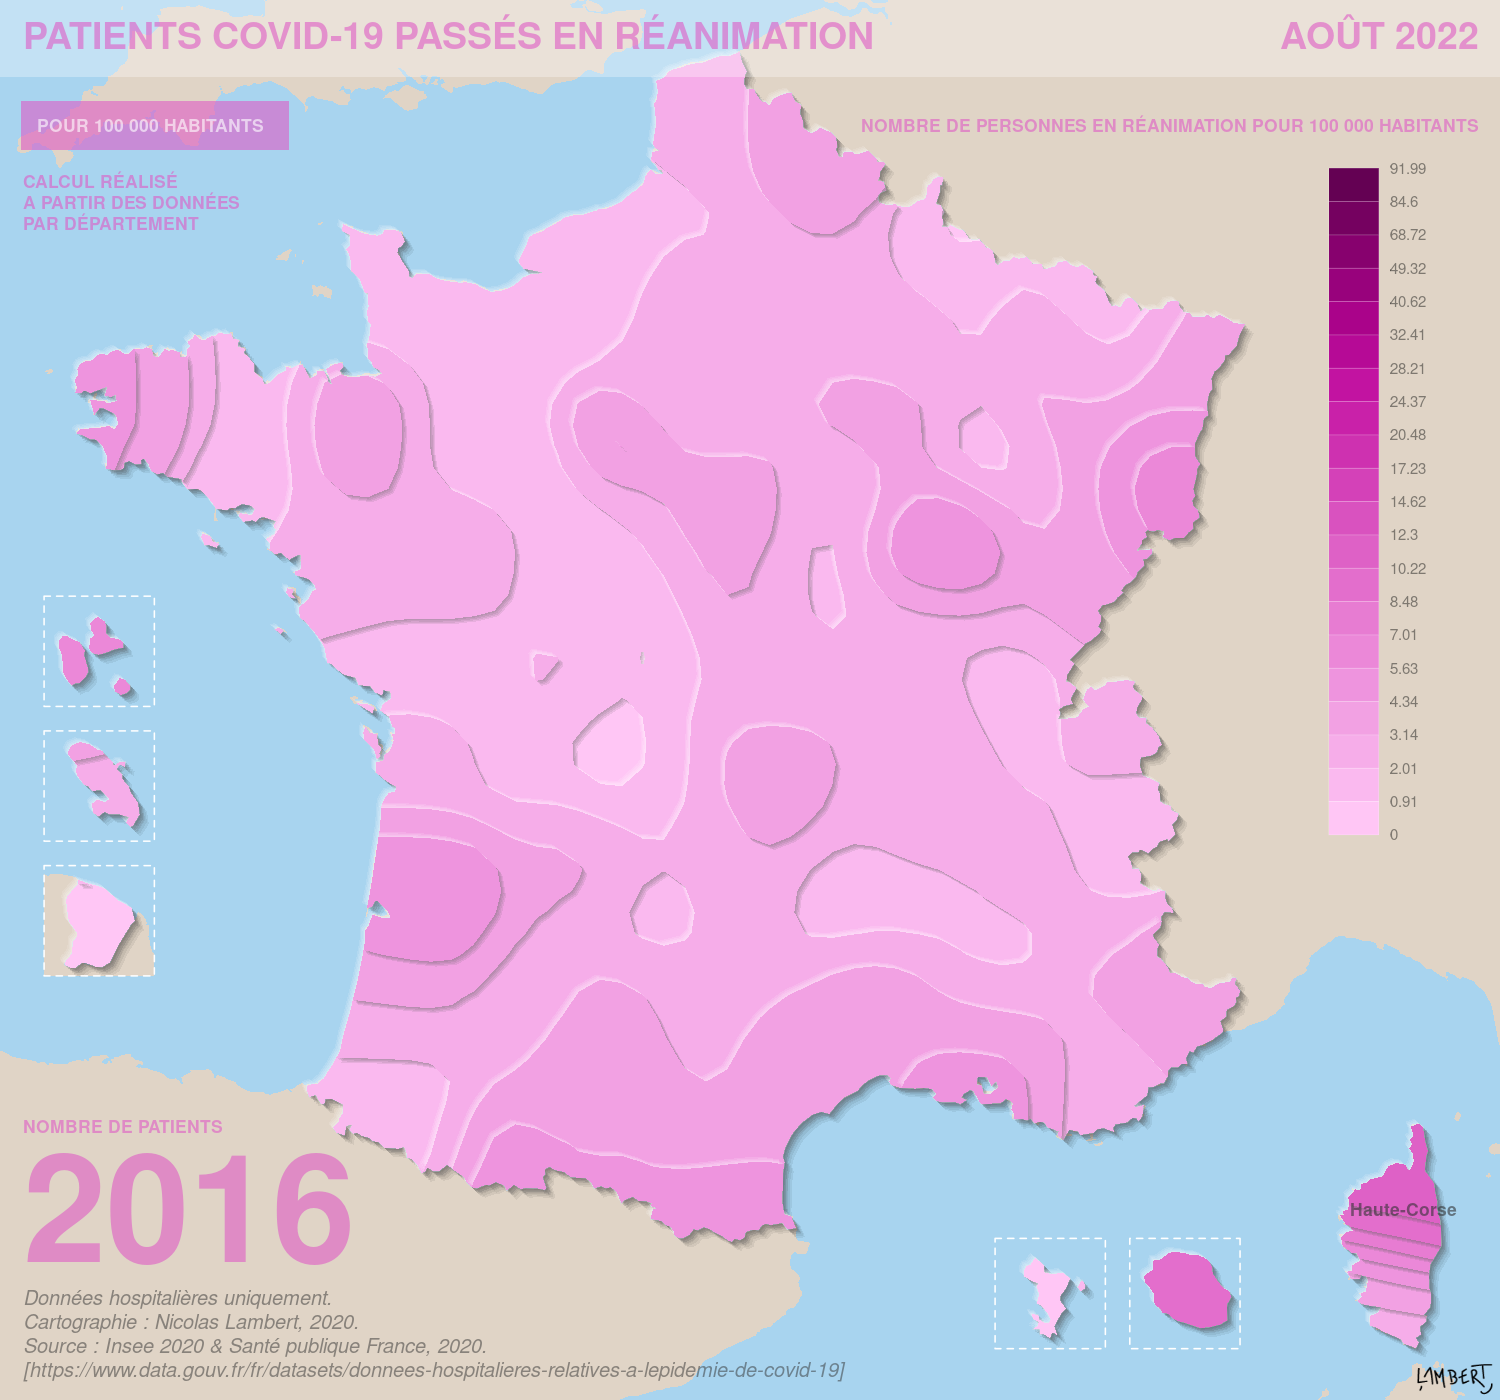 PATIENTS COVID-19 PASSÉS EN RÉANIMATION
AOÛT 2022
POUR 100 000 HABITANTS
CALCUL RÉALISÉ
A PARTIR DES DONNÉES
PAR DÉPARTEMENT
NOMBRE DE PERSONNES EN RÉANIMATION POUR 100 000 HABITANTS
91.99
84.6
68.72
49.32
40.62
32.41
28.21
24.37
20.48
17.23
14.62
12.3
10.22
8.48
7.01
5.63
4.34
3.14
2.01
0.91
0
Haute-Corse
NOMBRE DE PATIENTS
2016
Données hospitalières uniquement.
Cartographie : Nicolas Lambert, 2020.
Source : Insee 2020 & Santé publique France, 2020.
[https://www.data.gouv.fr/fr/datasets/donnees-hospitalieres-relatives-a-lepidemie-de-covid-19]
LAMBERT